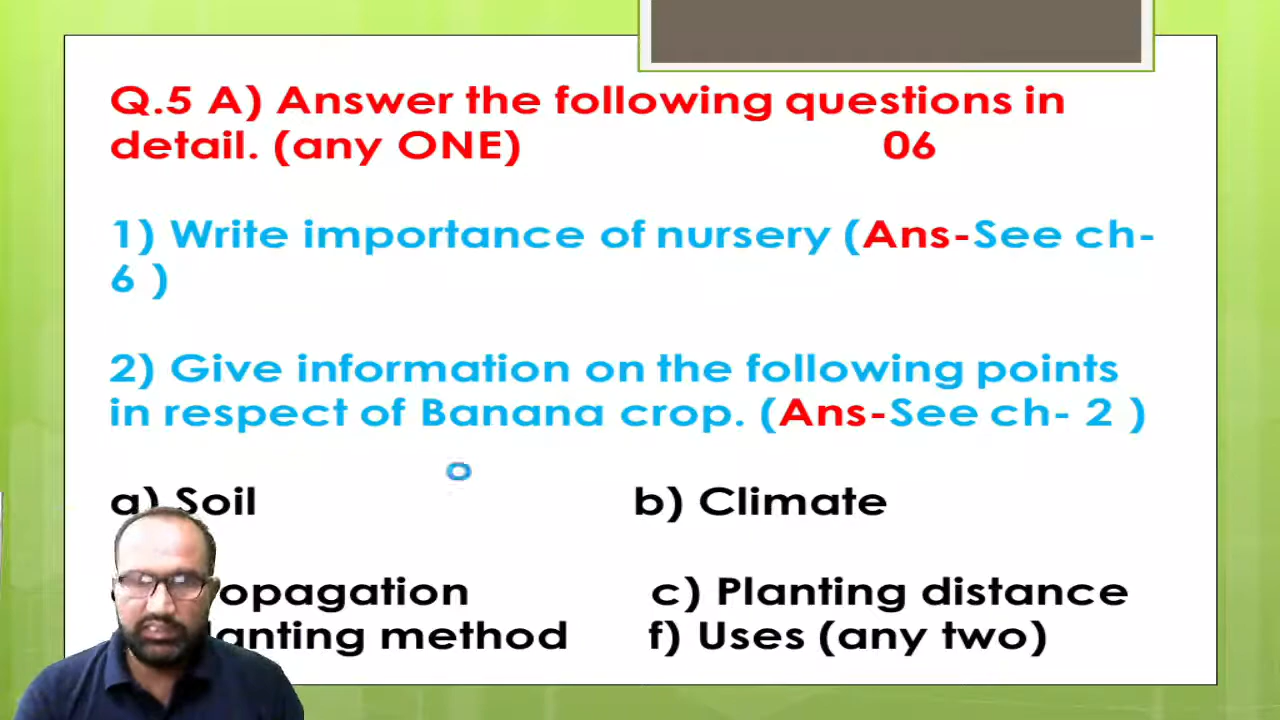 Q.5 A) Answer the following questions in
detail. (any ONE) 06
1) Write importance of nursery (Ans-See ch-
6 )
2) Give information on the following points
in respect of Banana crop. (Ans-See ch- 2 )
a) Soil b) Climate
opagation c) Planting distance
lanting method f) Uses (any two)